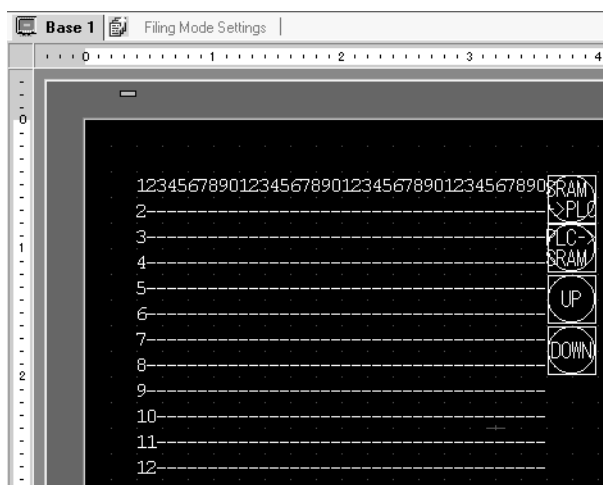 Base 1 Filing Mode Settings
0 1 2 3 4
0
1234567890123456789012345678901234567890
SRAM
->PLC
2----------------------------------------
PLC->
SRAM
3----------------------------------------
1
4----------------------------------------
5----------------------------------------
UP
6----------------------------------------
7----------------------------------------
DOWN
8----------------------------------------
2
9----------------------------------------
10---------------------------------------
11---------------------------------------
12---------------------------------------